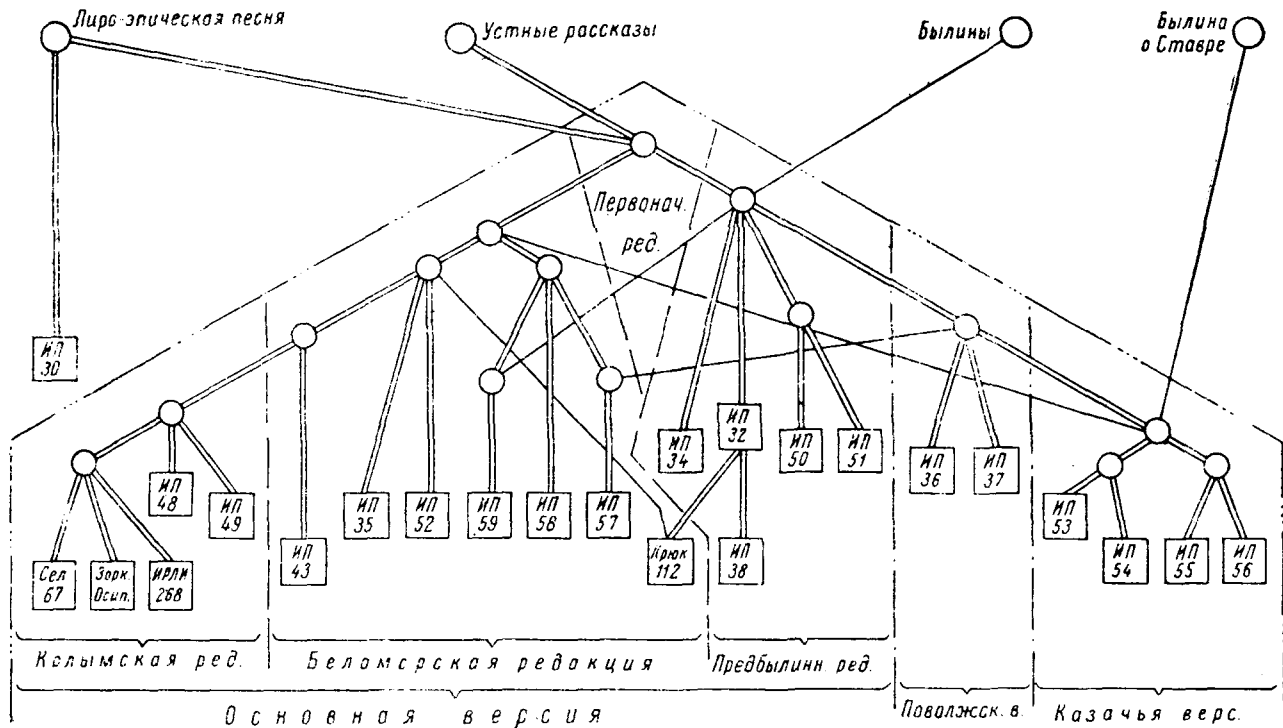 Лиро-эпическая песня
Устные рассказы
Былины
Былина
о Ставре
Первонач.
ред.
ИП
30
ИП
34
ИП
32
ИП
50
ИП
51
ИП
36
ИП
37
ИП
48
ИП
49
ИП
35
ИП
52
ИП
59
ИП
58
ИП
57
ИП
53
ИП
43
Сел
67
Зорк.
Осип.
ИРЛИ
268
Крюк
112
ИП
38
ИП
54
ИП
55
ИП
56
Колымская ред.
Беломорская редакция
Предбылинн ред.
Основная версия
Поволжск. в.
Казачья верс.